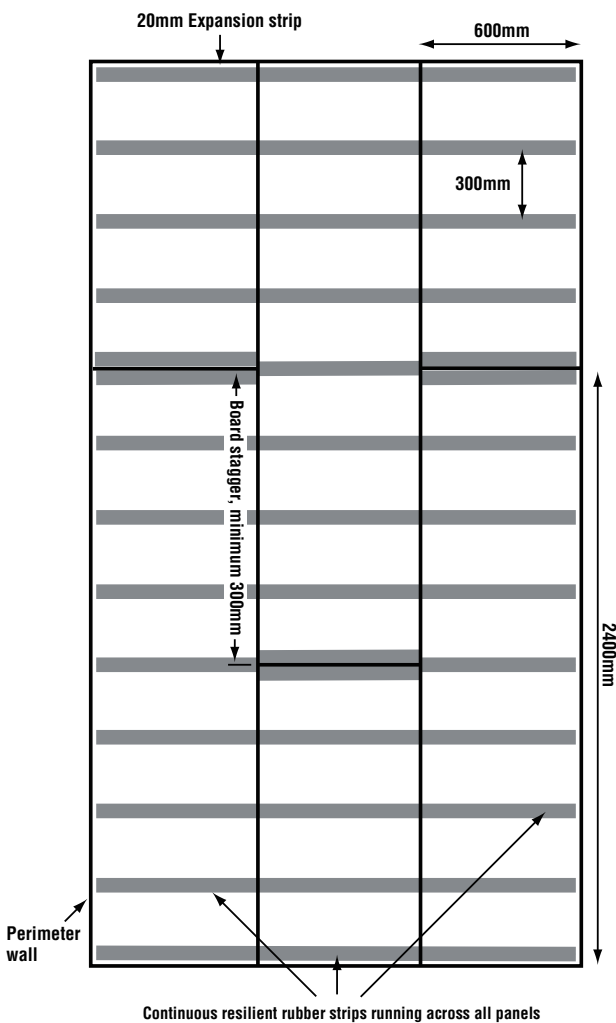 20mm Expansion strip
600mm
300mm
Board stagger, minimum 300mm
2400mm
Perimeter
wall
Continuous resilient rubber strips running across all panels